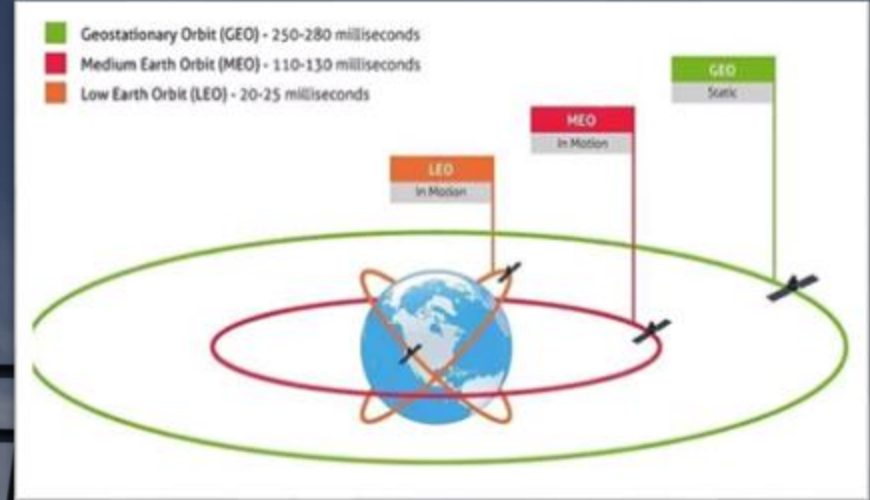 Geostationary Orbit (GEO) - 250-280 milliseconds
Medium Earth Orbit (MEO) - 110-130 milliseconds
Low Earth Orbit (LEO) - 20-25 milliseconds
GEO
Static
MEO
In Motion
LEO
In Motion